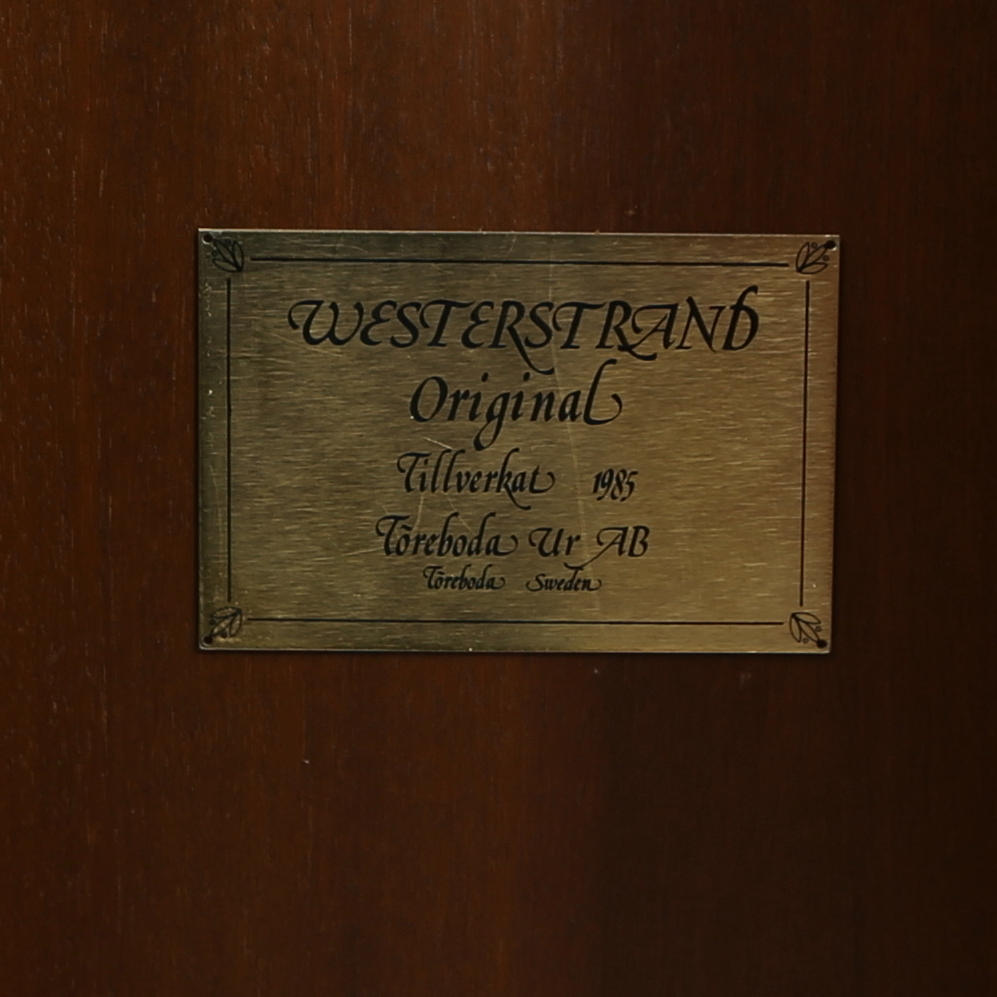 WESTERSTRAND
Original
Tillverkat 1985
Töreboda Ur AB
Töreboda Sweden